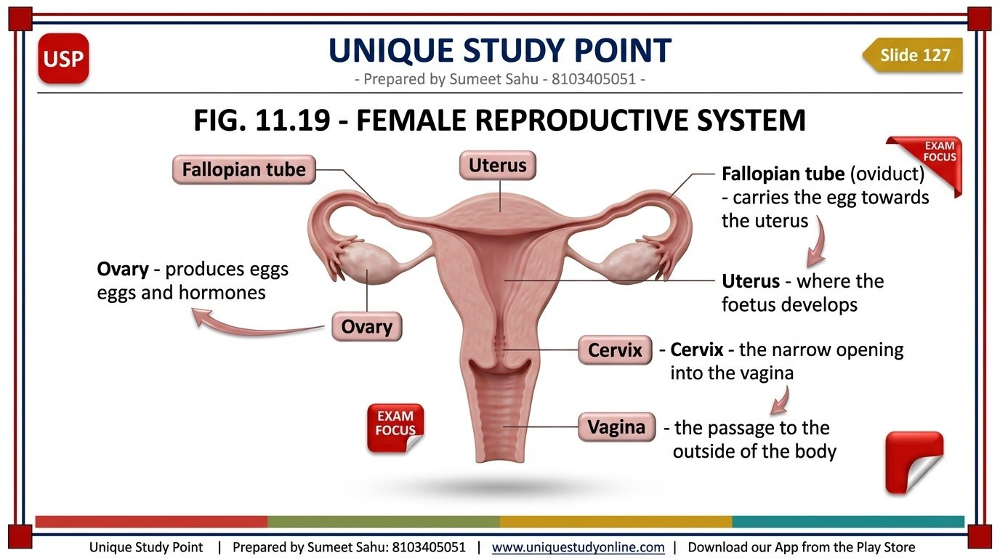 USP
UNIQUE STUDY POINT
- Prepared by Sumeet Sahu - 8103405051 -
Slide 127
FIG. 11.19 - FEMALE REPRODUCTIVE SYSTEM
EXAM
FOCUS
Fallopian tube
Uterus
Fallopian tube (oviduct)
- carries the egg towards
the uterus
Ovary - produces eggs
eggs and hormones
Uterus - where the
foetus develops
Ovary
Cervix
- Cervix - the narrow opening
into the vagina
EXAM
FOCUS
Vagina
- the passage to the
outside of the body
Unique Study Point | Prepared by Sumeet Sahu: 8103405051 | www.uniquestudyonline.com | Download our App from the Play Store